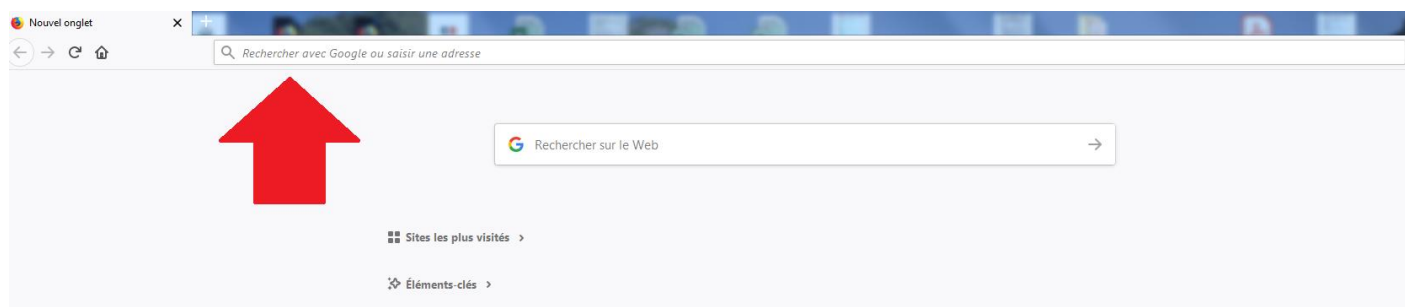 Nouvel onglet
Rechercher avec Google ou saisir une adresse
Rechercher sur le Web
Sites les plus visités
Éléments-clés